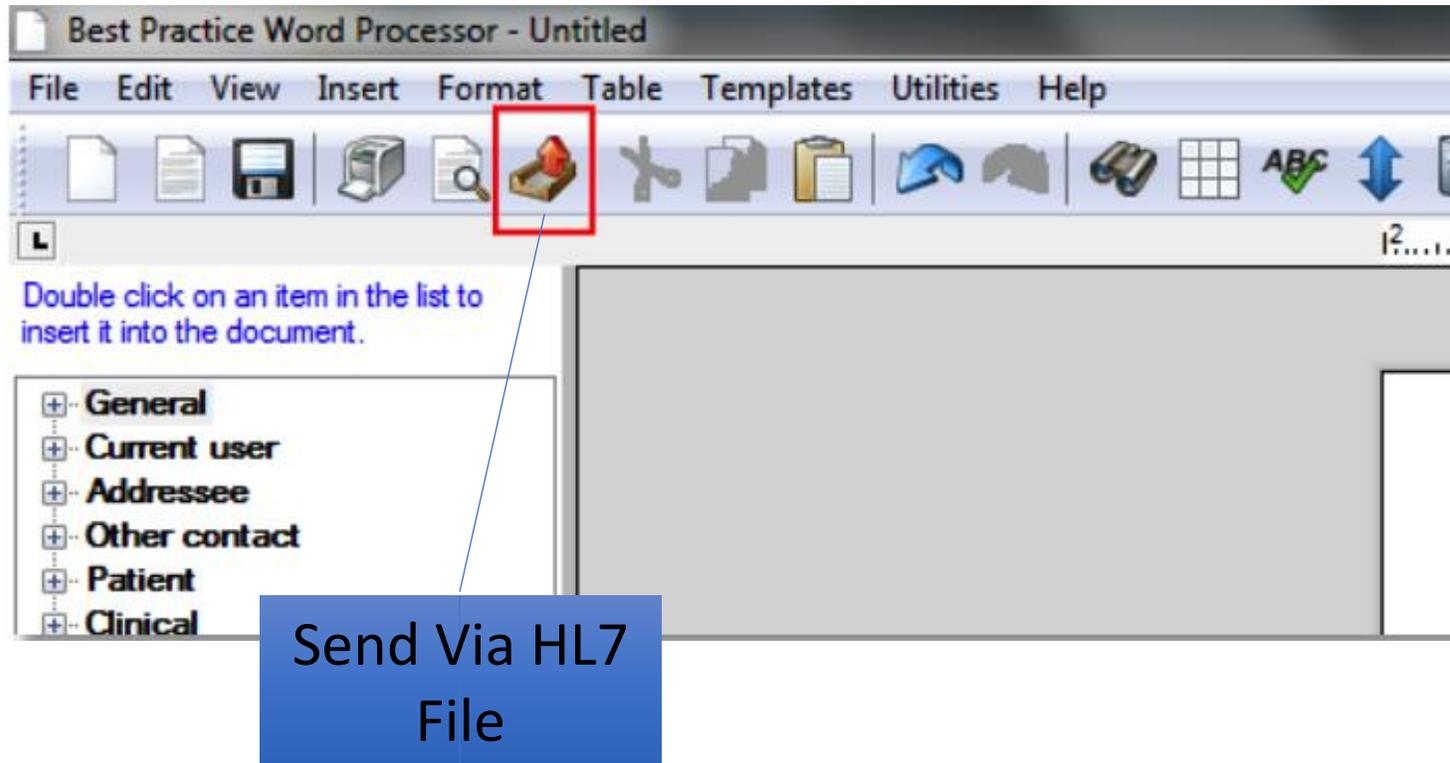 Best Practice Word Processor - Untitled
File Edit View Insert Format Table Templates Utilities Help
ABC
L
2
Double click on an item in the list to
insert it into the document.
General
Current user
Addressee
Other contact
Patient
Clinical
Send Via HL7
File